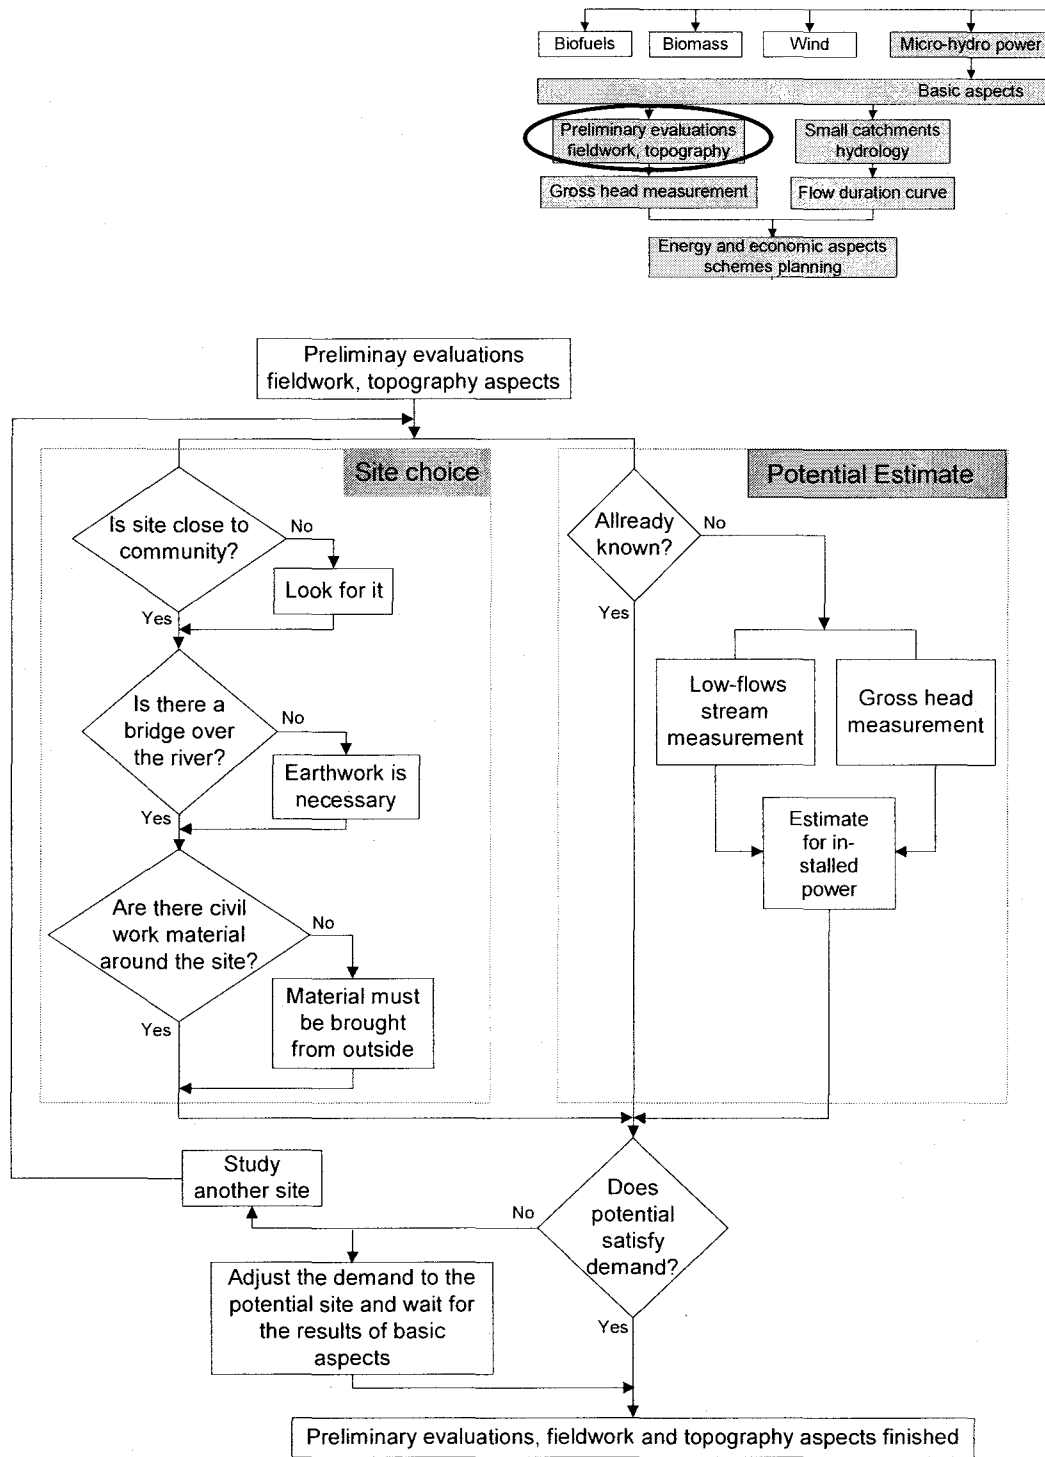 Biofuels
Biomass
Wind
Micro-hydro power
Basic aspects
Preliminary evaluations
fieldwork, topography
Small catchments
hydrology
Gross head measurement
Flow duration curve
Energy and economic aspects
schemes planning
Preliminay evaluations
fieldwork, topography aspects
Site choice
Potential Estimate
Is site close to
community?
No
Look for it
Yes
Allready
known?
No
Yes
Is there a
bridge over
the river?
No
Earthwork is
necessary
Yes
Low-flows
stream
measurement
Gross head
measurement
Estimate
for in-
stalled
power
Are there civil
work material
around the site?
No
Material must
be brought
from outside
Yes
Study
another site
Does
potential
satisfy
demand?
No
Adjust the demand to the
potential site and wait for
the results of basic
aspects
Yes
Preliminary evaluations, fieldwork and topography aspects finished